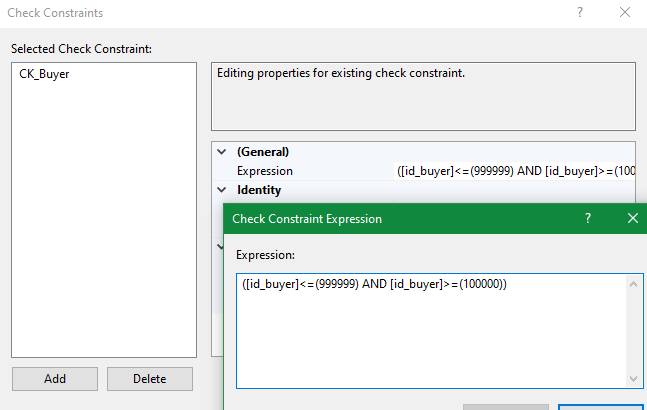 Check Constraints
Selected Check Constraint:
CK_Buyer
Editing properties for existing check constraint.
(General)
Expression ([id_buyer]<=(999999) AND [id_buyer]>=(100
Identity
Check Constraint Expression
Expression:
([id_buyer]<=(999999) AND [id_buyer]>=(100000))
Add Delete